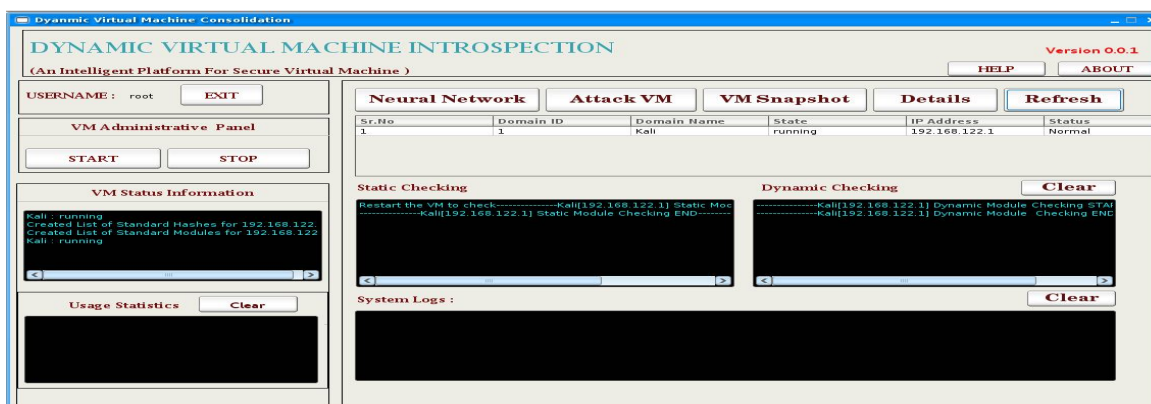 Dyanmic Virtual Machine Consolidation
DYNAMIC VIRTUAL MACHINE INTROSPECTION
Version 0.0.1
(An Intelligent Platform For Secure Virtual Machine )
HELP
ABOUT
USERNAME : root
EXIT
Neural Network
Attack VM
VM Snapshot
Details
Refresh
Sr.No Domain ID Domain Name State IP Address Status
1 1 Kali running 192.168.122.1 Normal
VM Administrative Panel
START
STOP
VM Status Information
Kali : running
Created List of Standard Hashes for 192.168.122.
Created List of Standard Modules for 192.168.122
Kali : running
Static Checking
Restart the VM to check--------------Kali[192.168.122.1] Static Moc
--------------Kali[192.168.122.1] Static Module Checking END--------
Dynamic Checking
Clear
--------------Kali[192.168.122.1] Dynamic Module Checking STAI
--------------Kali[192.168.122.1] Dynamic Module  Checking END
Usage Statistics
Clear
System Logs :
Clear